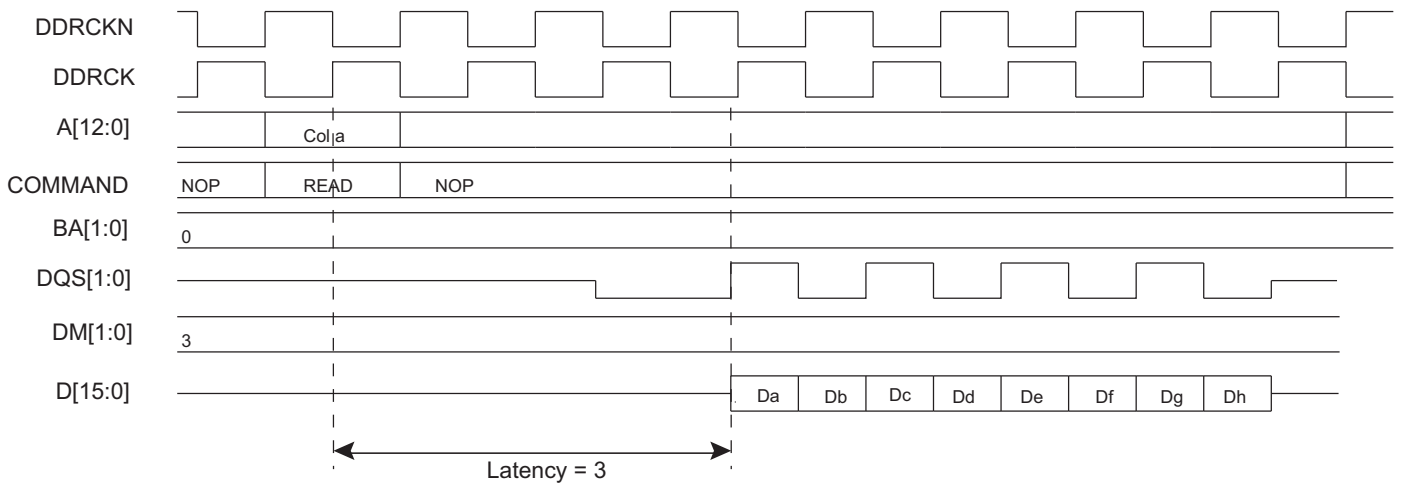 DDRCKN
DDRCK
A[12:0] Col a
COMMAND NOP READ NOP
BA[1:0] 0
DQS[1:0]
DM[1:0] 3
D[15:0] Da Db Dc Dd De Df Dg Dh
Latency = 3